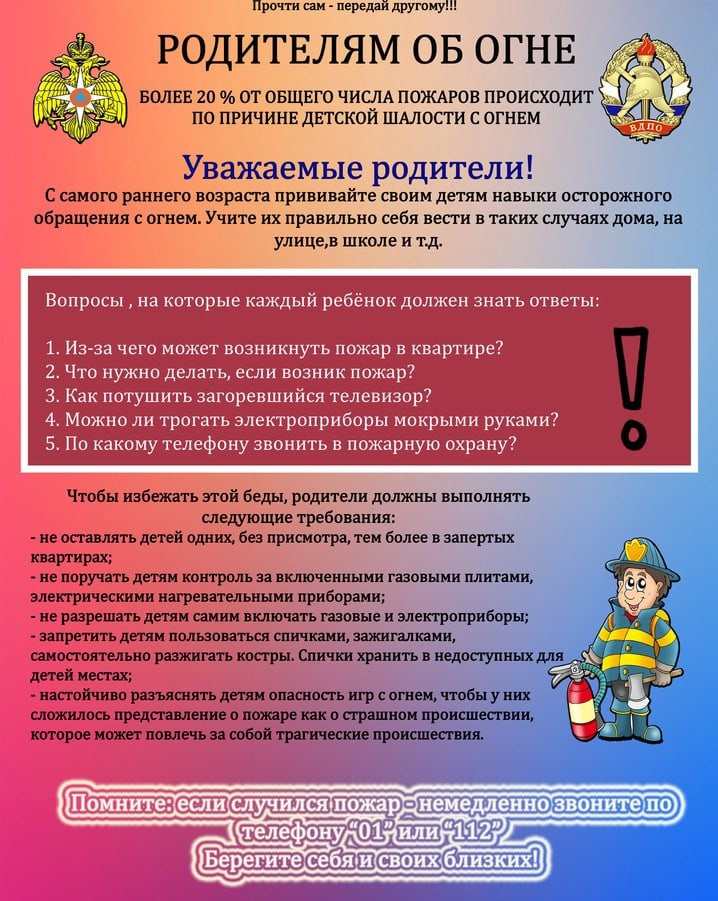 Прочти сам - передай другому!!!
РОДИТЕЛЯМ ОБ ОГНЕ
БОЛЕЕ 20 % ОТ ОБЩЕГО ЧИСЛА ПОЖАРОВ ПРОИСХОДИТ
ПО ПРИЧИНЕ ДЕТСКОЙ ШАЛОСТИ С ОГНЕМ
ВДПО
Уважаемые родители!
С самого раннего возраста прививайте своим детям навыки осторожного
обращения с огнем. Учите их правильно себя вести в таких случаях дома, на
улице,в школе и т.д.
Вопросы , на которые каждый ребёнок должен знать ответы:
1. Из-за чего может возникнуть пожар в квартире?
2. Что нужно делать, если возник пожар?
3. Как потушить загоревшийся телевизор?
4. Можно ли трогать электроприборы мокрыми руками?
5. По какому телефону звонить в пожарную охрану?
!
Чтобы избежать этой беды, родители должны выполнять
следующие требования:
- не оставлять детей одних, без присмотра, тем более в запертых
квартирах;
- не поручать детям контроль за включенными газовыми плитами,
электрическими нагревательными приборами;
- не разрешать детям самим включать газовые и электроприборы;
- запретить детям пользоваться спичками, зажигалками,
самостоятельно разжигать костры. Спички хранить в недоступных для
детей местах;
- настойчиво разъяснять детям опасность игр с огнем, чтобы у них
сложилось представление о пожаре как о страшном происшествии,
которое может повлечь за собой трагические происшествия.
Помните: если случился пожар - немедленно звоните по
телефону “01” или “112”
Берегите себя и своих близких!